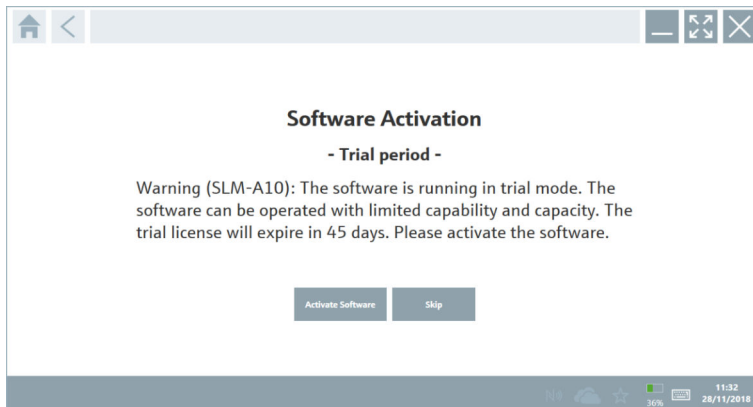 Software Activation
- Trial period -
Warning (SLM-A10): The software is running in trial mode. The
software can be operated with limited capability and capacity. The
trial license will expire in 45 days. Please activate the software.
Activate Software Skip
11:32
36% 28/11/2018